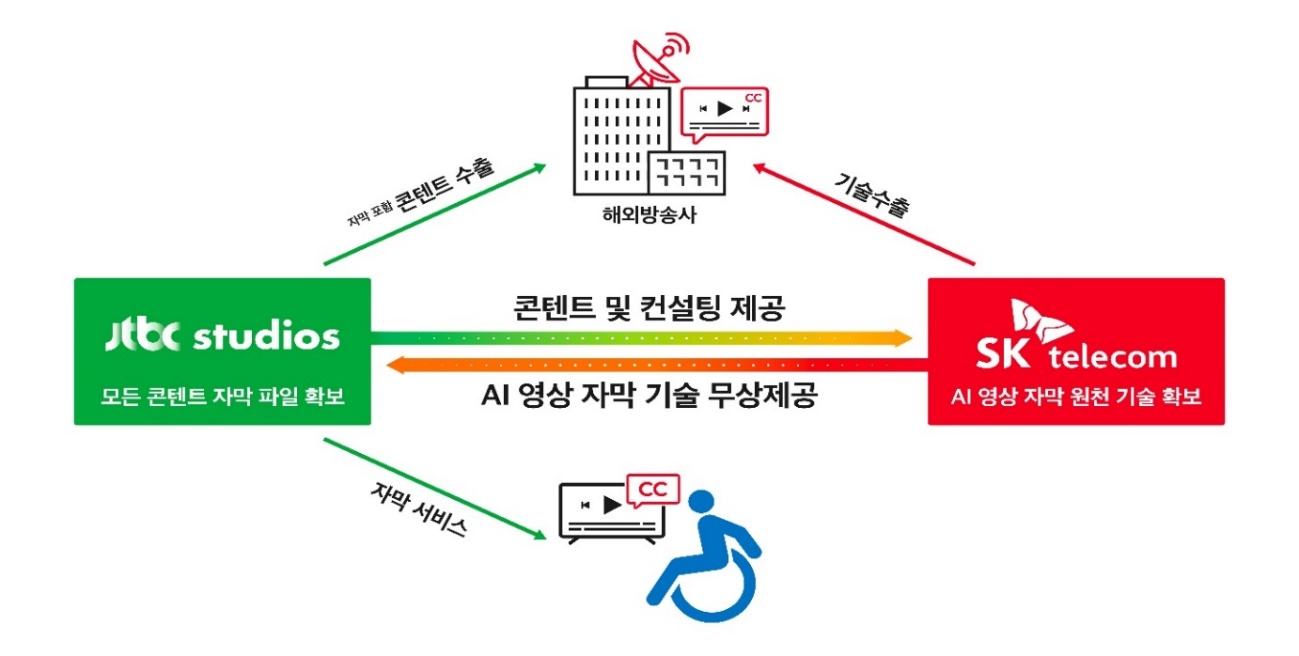 CC
해외방송사
자막 포함 콘텐트 수출
기술수출
jtbc studios
모든 콘텐트 자막 파일 확보
콘텐트 및 컨설팅 제공
AI 영상 자막 기술 무상제공
SK telecom
AI 영상 자막 원천 기술 확보
자막 서비스
CC